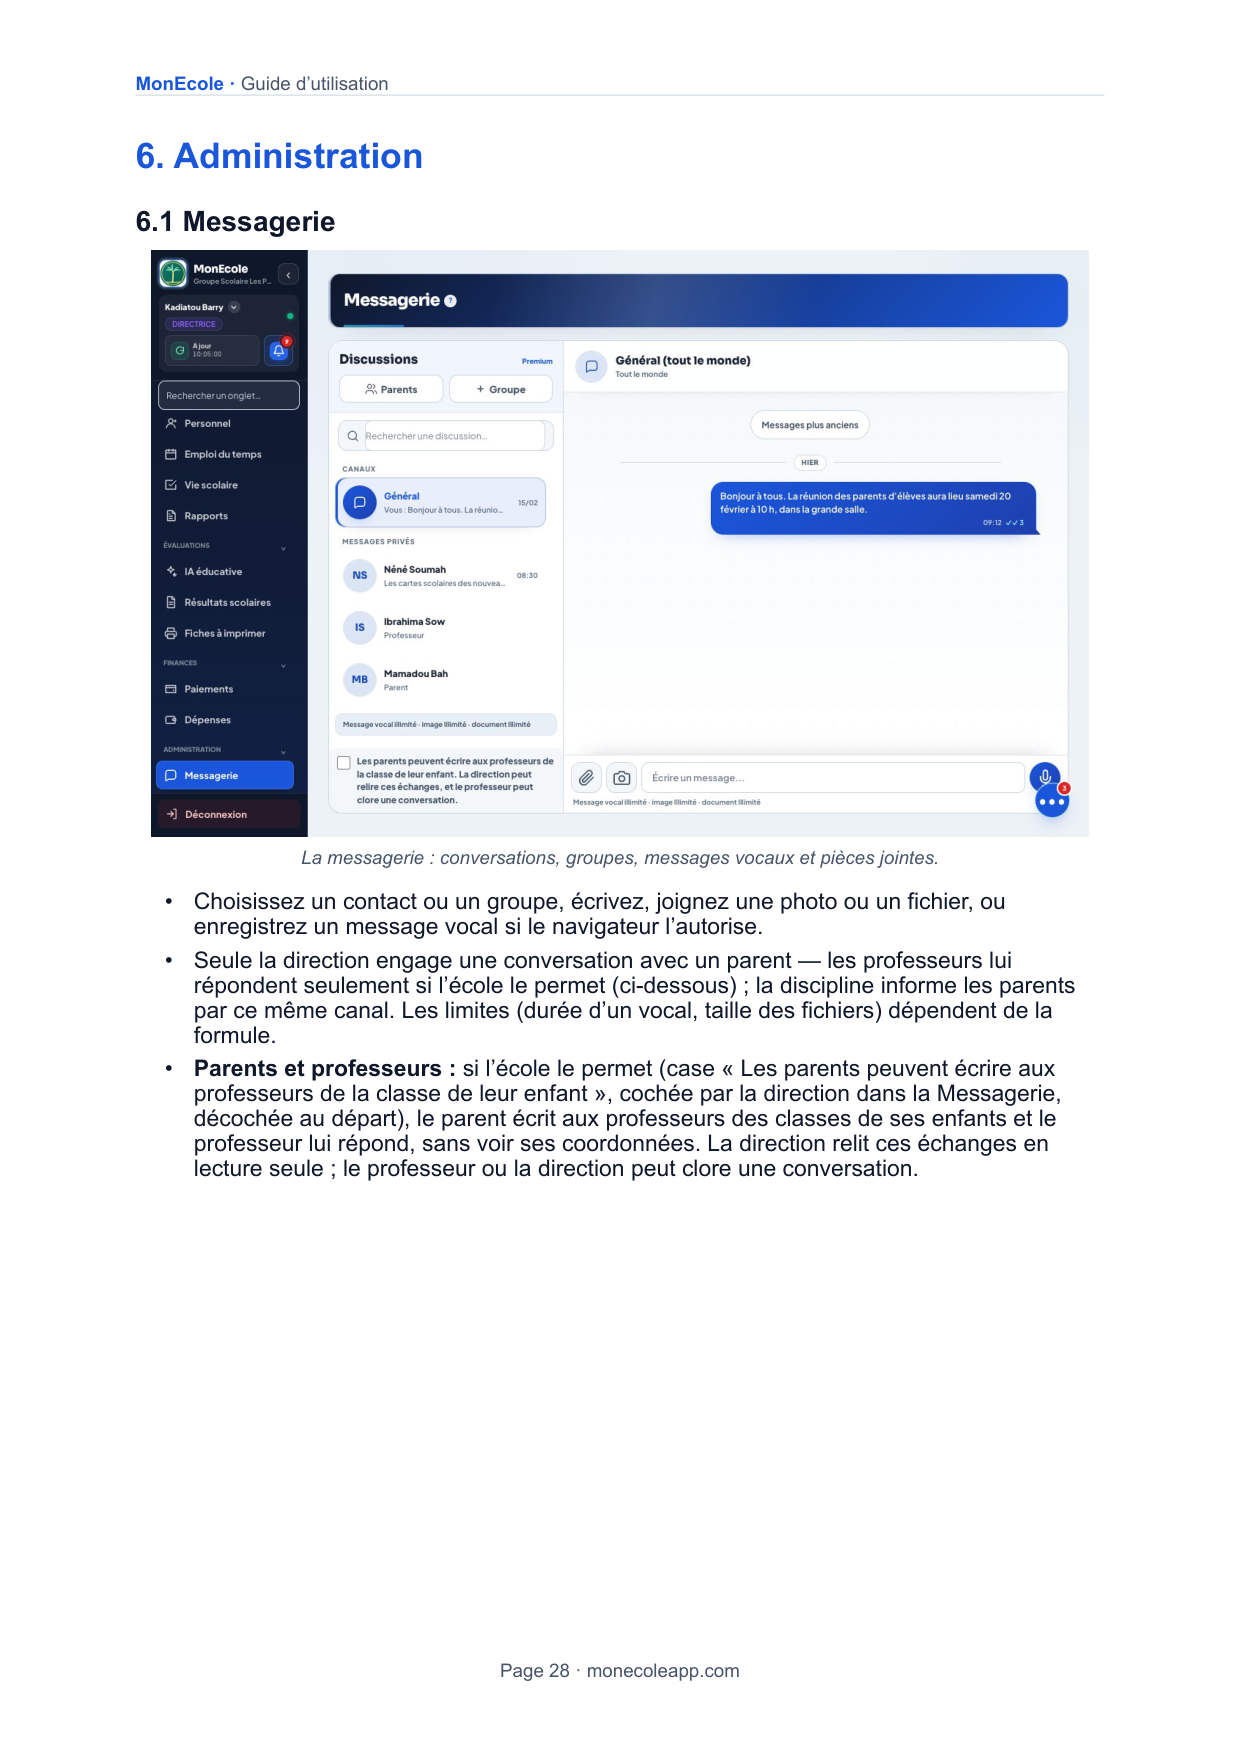 MonEcole · Guide d’utilisation
6. Administration
6.1 Messagerie
MonEcole
Groupe Scolaire Les P...
Kadiatou Barry
DIRECTRICE
À jour
10:05:00
9
Rechercher un onglet...
Personnel
Emploi du temps
Vie scolaire
Rapports
ÉVALUATIONS
IA éducative
Résultats scolaires
Fiches à imprimer
FINANCES
Paiements
Dépenses
ADMINISTRATION
Messagerie
Déconnexion
Messagerie ?
Discussions
Premium
Parents
+ Groupe
Rechercher une discussion...
CANAUX
Général
15/02
Vous : Bonjour à tous. La réunio...
MESSAGES PRIVÉS
NS
Néné Soumah
08:30
Les cartes scolaires des nouvea...
IS
Ibrahima Sow
Professeur
MB
Mamadou Bah
Parent
Message vocal illimité · image illimité · document illimité
Les parents peuvent écrire aux professeurs de
la classe de leur enfant. La direction peut
relire ces échanges, et le professeur peut
clore une conversation.
Général (tout le monde)
Tout le monde
Messages plus anciens
HIER
Bonjour à tous. La réunion des parents d'élèves aura lieu samedi 20
février à 10 h, dans la grande salle.
09:12 ✓✓ 3
Écrire un message...
3
Message vocal illimité · image illimité · document illimité
La messagerie : conversations, groupes, messages vocaux et pièces jointes.
• Choisissez un contact ou un groupe, écrivez, joignez une photo ou un fichier, ou
enregistrez un message vocal si le navigateur l’autorise.
• Seule la direction engage une conversation avec un parent — les professeurs lui
répondent seulement si l’école le permet (ci-dessous) ; la discipline informe les parents
par ce même canal. Les limites (durée d’un vocal, taille des fichiers) dépendent de la
formule.
• Parents et professeurs : si l’école le permet (case « Les parents peuvent écrire aux
professeurs de la classe de leur enfant », cochée par la direction dans la Messagerie,
décochée au départ), le parent écrit aux professeurs des classes de ses enfants et le
professeur lui répond, sans voir ses coordonnées. La direction relit ces échanges en
lecture seule ; le professeur ou la direction peut clore une conversation.
Page 28 · monecoleapp.com